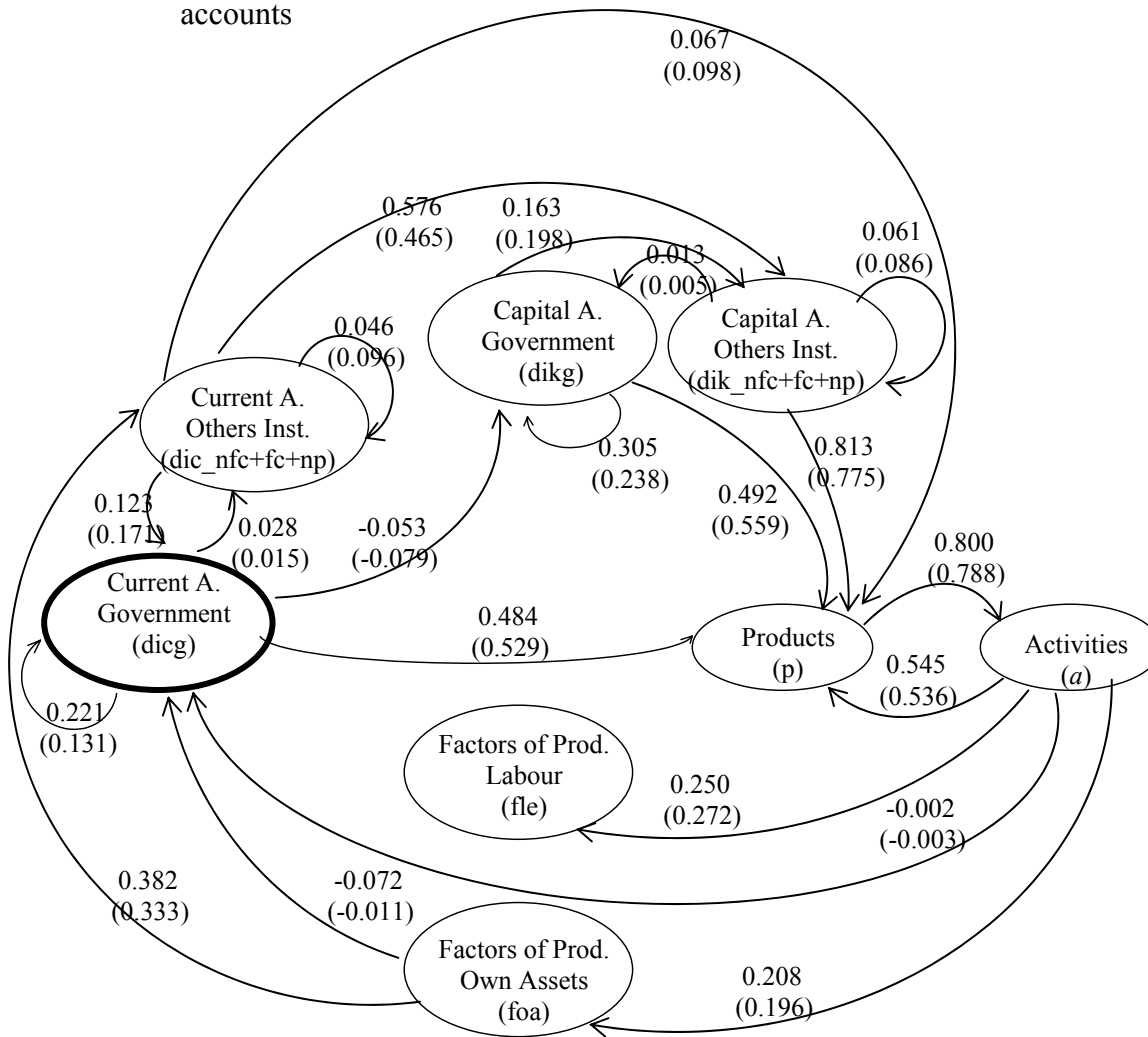 accounts
0.067
(0.098)
0.576
(0.465)
0.163
(0.198)
0.013
(0.005)
0.061
(0.086)
Capital A.
Government
(dikg)
Capital A.
Others Inst.
(dik_nfc+fc+np)
0.046
(0.096)
Current A.
Others Inst.
(dic_nfc+fc+np)
0.305
(0.238)
0.813
(0.775)
0.492
(0.559)
0.123
(0.171)
0.028
(0.015)
-0.053
(-0.079)
0.800
(0.788)
Current A.
Government
(dicg)
0.484
(0.529)
Products
(p)
Activities
(a)
0.545
(0.536)
0.221
(0.131)
Factors of Prod.
Labour
(fle)
0.250
(0.272)
-0.002
(-0.003)
0.382
(0.333)
-0.072
(-0.011)
Factors of Prod.
Own Assets
(foa)
0.208
(0.196)